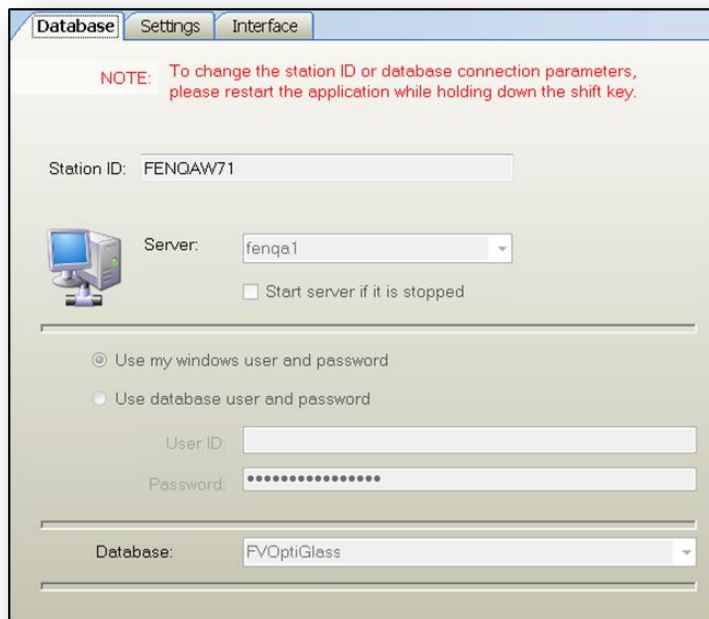 Database Settings Interface
NOTE: To change the station ID or database connection parameters,
please restart the application while holding down the shift key.
Station ID: FENQAW71
Server: fenqa1
Start server if it is stopped
Use my windows user and password
Use database user and password
User ID:
Password: ••••••••••••••••
Database: FVOptiGlass